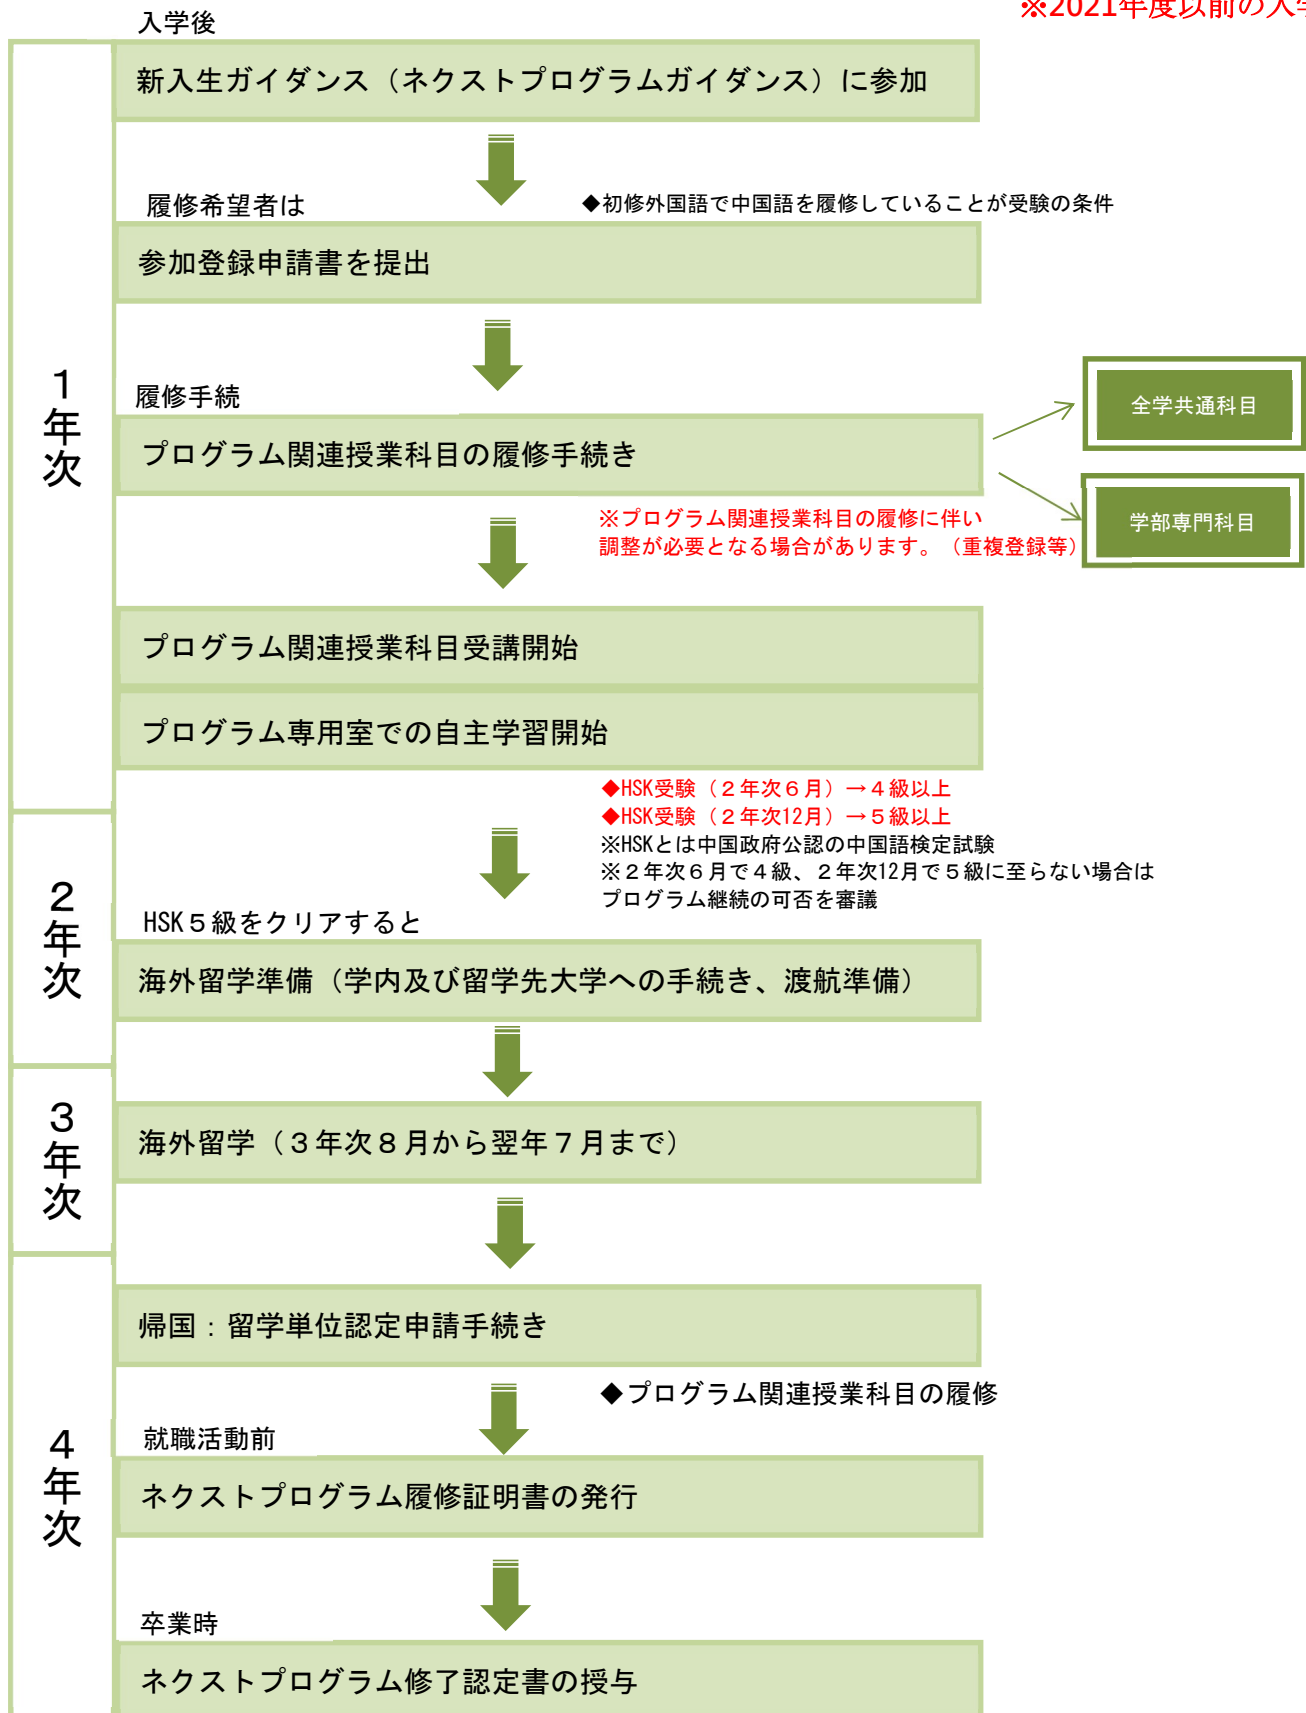 ※2021年度以前の入学
入学後
新入生ガイダンス（ネクストプログラムガイダンス）に参加
履修希望者は
◆初修外国語で中国語を履修していることが受験の条件
参加登録申請書を提出
1年次
履修手続
プログラム関連授業科目の履修手続き
全学共通科目
学部専門科目
※プログラム関連授業科目の履修に伴い
調整が必要となる場合があります。（重複登録等）
プログラム関連授業科目受講開始
プログラム専用室での自主学習開始
◆HSK受験（２年次６月）→４級以上
◆HSK受験（２年次12月）→５級以上
※HSKとは中国政府公認の中国語検定試験
※２年次６月で４級、２年次12月で５級に至らない場合は
プログラム継続の可否を審議
２年次
HSK５級をクリアすると
海外留学準備（学内及び留学先大学への手続き、渡航準備）
３年次
海外留学（３年次８月から翌年７月まで）
帰国：留学単位認定申請手続き
◆プログラム関連授業科目の履修
４年次
就職活動前
ネクストプログラム履修証明書の発行
卒業時
ネクストプログラム修了認定書の授与